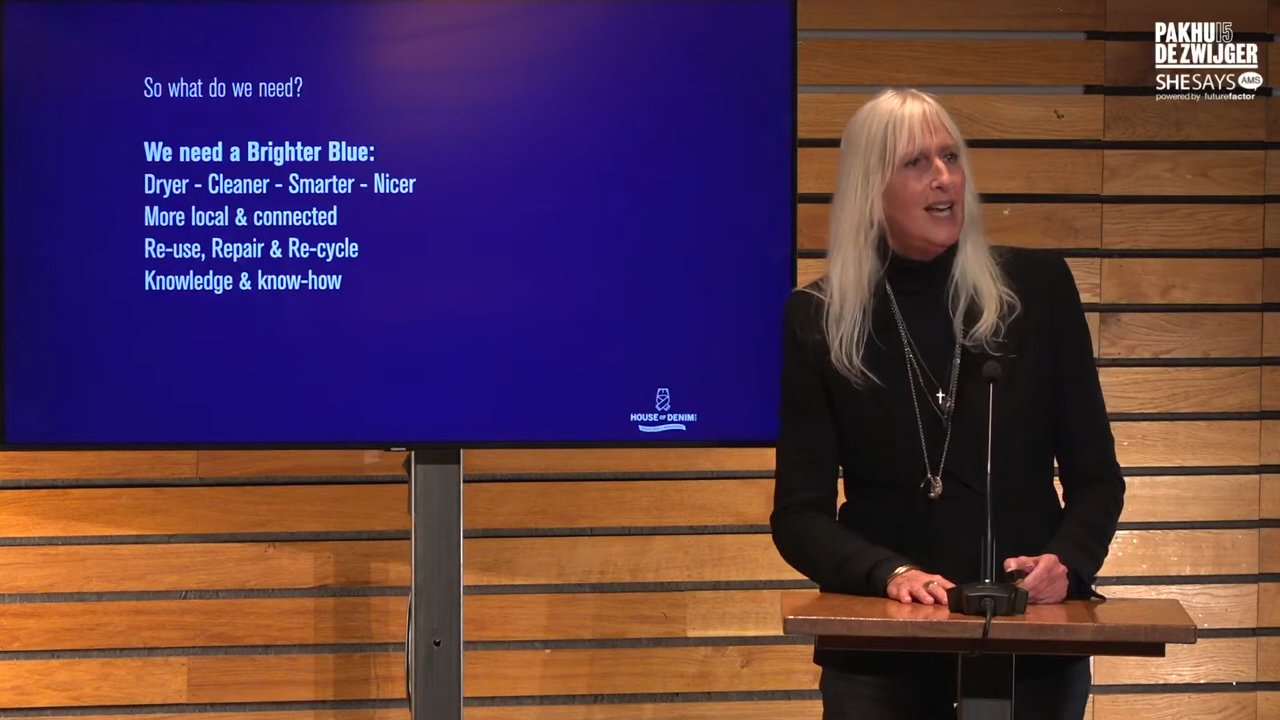 So what do we need?
We need a Brighter Blue:
Dryer - Cleaner - Smarter - Nicer
More local & connected
Re-use, Repair & Re-cycle
Knowledge & know-how
HOUSE OF DENIM
PAKHU15
DE ZWIJGER
SHESAYS AMS
powered by futurefactor